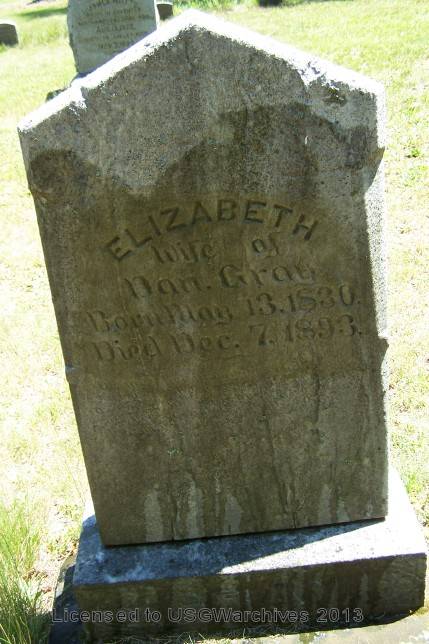 ELIZABETH
Wife of
Dan. Gray
Born May 13, 1830.
Died Dec. 7, 1893.
Licensed to USGWarchives 2013